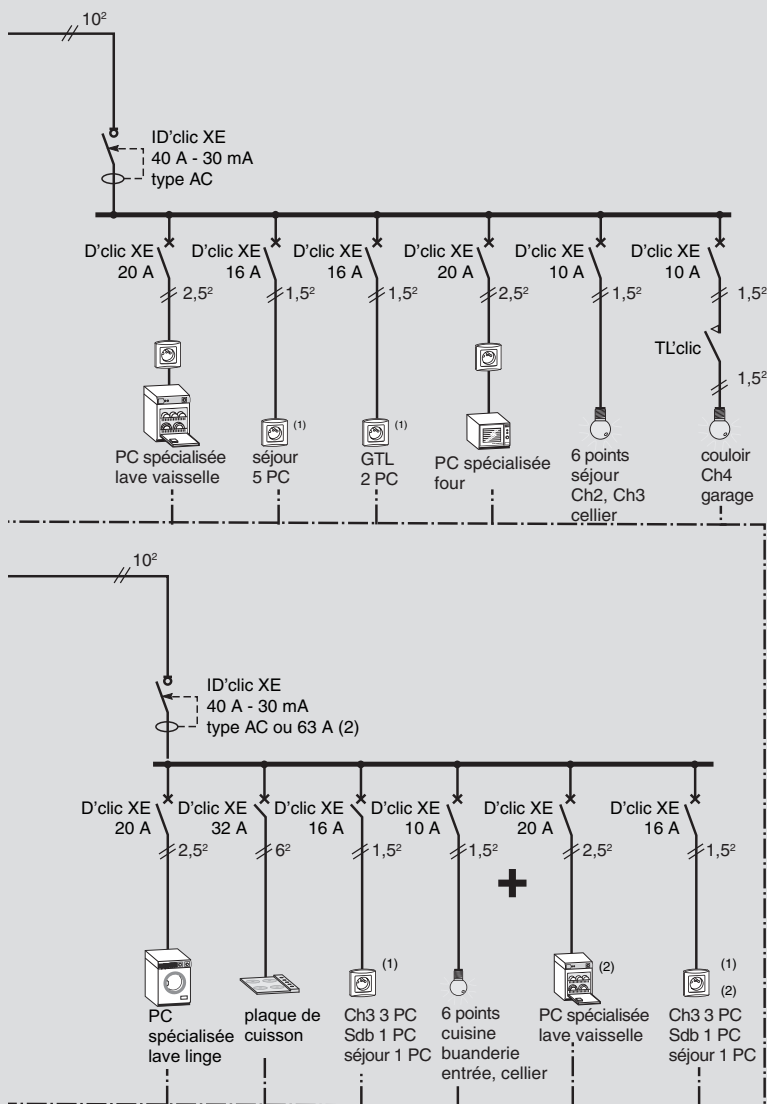 10²
ID'clic XE
40 A - 30 mA
type AC
D'clic XE
20 A
D'clic XE
16 A
D'clic XE
16 A
D'clic XE
20 A
D'clic XE
10 A
D'clic XE
10 A
2,5²
1,5²
1,5²
2,5²
1,5²
1,5²
TL'clic
1,5²
(1)
(1)
PC spécialisée
lave vaisselle
séjour
5 PC
GTL
2 PC
PC spécialisée
four
6 points
séjour
Ch2, Ch3
cellier
couloir
Ch4
garage
10²
ID'clic XE
40 A - 30 mA
type AC ou 63 A (2)
D'clic XE
20 A
D'clic XE
32 A
D'clic XE
16 A
D'clic XE
10 A
D'clic XE
20 A
D'clic XE
16 A
2,5²
6²
1,5²
1,5²
+
2,5²
1,5²
(1)
(2)
(1)
(2)
PC
spécialisée
lave linge
plaque de
cuisson
Ch3 3 PC
Sdb 1 PC
séjour 1 PC
6 points
cuisine
buanderie
entrée, cellier
PC spécialisée
lave vaisselle
Ch3 3 PC
Sdb 1 PC
séjour 1 PC